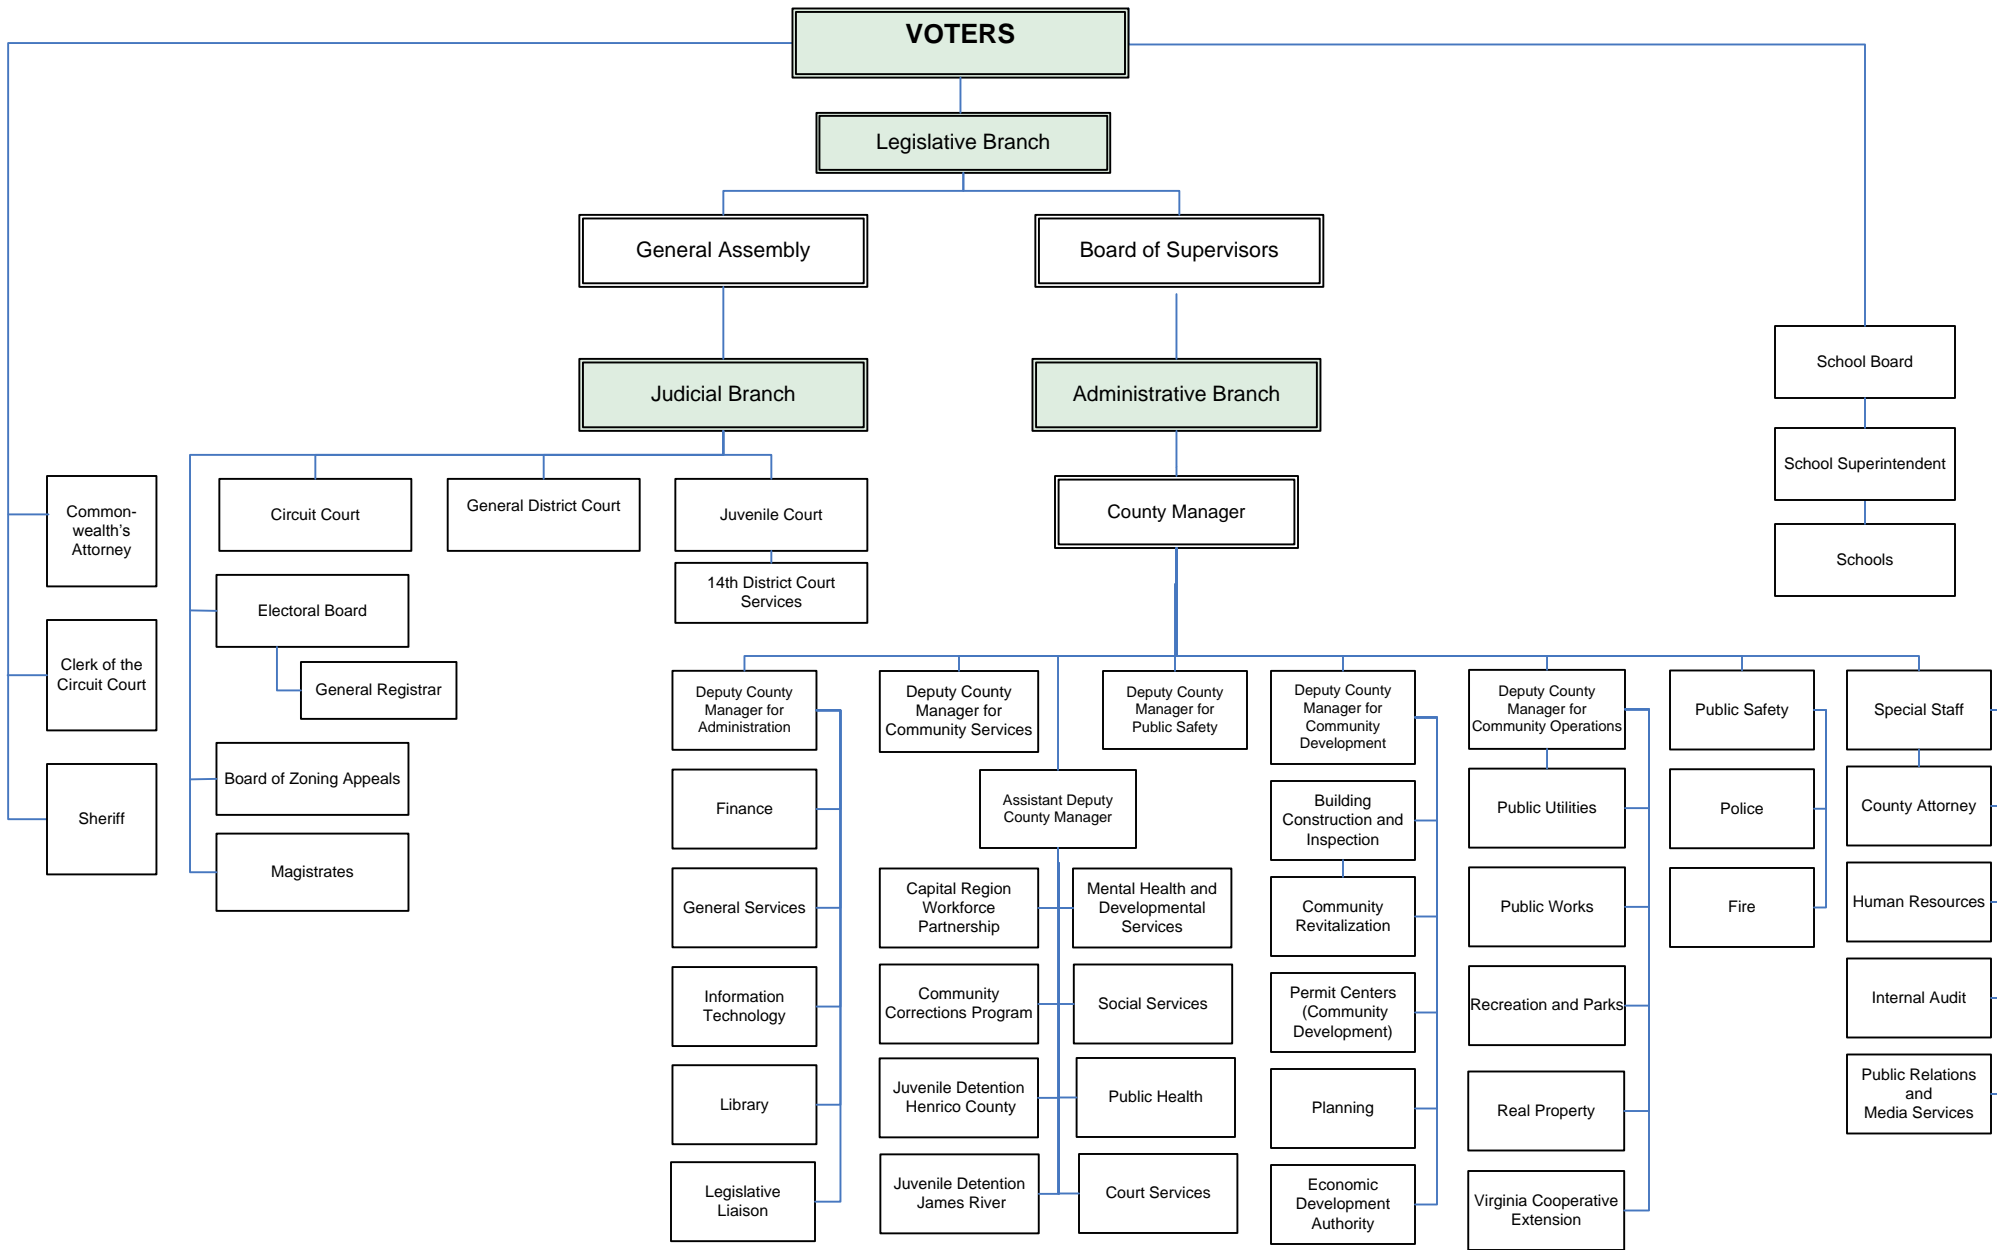 VOTERS
Legislative Branch
General Assembly
Board of Supervisors
Judicial Branch
Administrative Branch
School Board
School Superintendent
Schools
Common-
wealth's
Attorney
Clerk of the
Circuit Court
Sheriff
Circuit Court
General District Court
Juvenile Court
14th District Court
Services
Electoral Board
General Registrar
Board of Zoning Appeals
Magistrates
County Manager
Deputy County
Manager for
Administration
Finance
General Services
Information
Technology
Library
Legislative
Liaison
Deputy County
Manager for
Community Services
Assistant Deputy
County Manager
Capital Region
Workforce
Partnership
Mental Health and
Developmental
Services
Community
Corrections Program
Social Services
Juvenile Detention
Henrico County
Public Health
Juvenile Detention
James River
Court Services
Deputy County
Manager for
Public Safety
Deputy County
Manager for
Community
Development
Building
Construction and
Inspection
Community
Revitalization
Permit Centers
(Community
Development)
Planning
Economic
Development
Authority
Deputy County
Manager for
Community Operations
Public Utilities
Public Works
Recreation and Parks
Real Property
Virginia Cooperative
Extension
Public Safety
Police
Fire
Special Staff
County Attorney
Human Resources
Internal Audit
Public Relations
and
Media Services